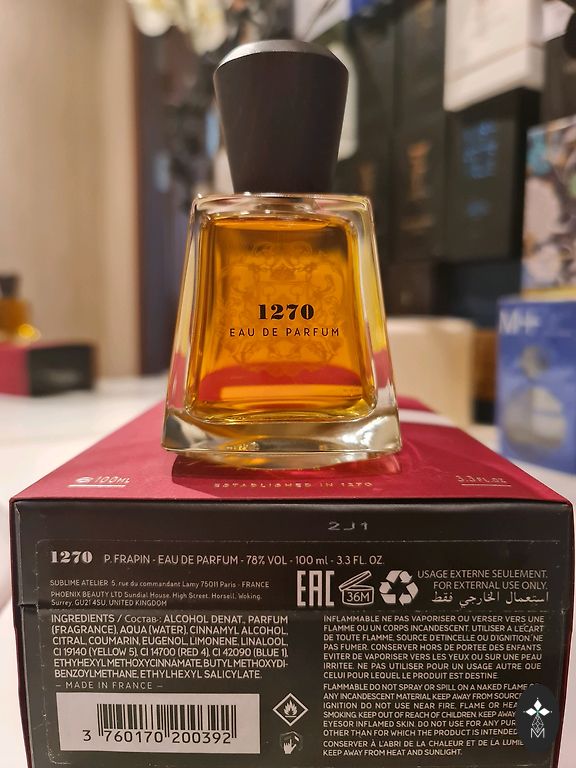 1270
EAU DE PARFUM
M+
e 100ML
ESTABLISHED IN 1270
3.3FL.OZ
2J1
1270 P. FRAPIN - EAU DE PARFUM - 78% VOL - 100 ml - 3.3 FL. OZ.
SUBLIME ATELIER 5, rue du commandant Lamy 75011 Paris - FRANCE
PHOENIX BEAUTY LTD Sundial House, High Street, Horsell, Woking,
Surrey, GU21 4SU, UNITED KINGDOM
EAC
36M
USAGE EXTERNE SEULEMENT.
FOR EXTERNAL USE ONLY.
استعمال الخارجي فقط
INGREDIENTS / Состав: ALCOHOL DENAT., PARFUM
(FRAGRANCE), AQUA (WATER), CINNAMYL ALCOHOL
CITRAL, COUMARIN, EUGENOL, LIMONENE, LINALOOL,
CI 19140 (YELLOW 5), CI 14700 (RED 4), CI 42090 (BLUE 1),
ETHYHEXYL METHOXYCINNAMATE, BUTYL METHOXYDI-
BENZOYLMETHANE, ETHYLHEXYL SALICYLATE.
— MADE IN FRANCE —
3 760170 200392
INFLAMMABLE NE PAS VAPORISER OU VERSER VERS UNE
FLAMME OU UN CORPS INCANDESCENT. UTILISER A L'ÉCART
DE TOUTE FLAMME, SOURCE D'ETINCELLE OU D'IGNITION. NE
PAS FUMER. CONSERVER HORS DE PORTEE DES ENFANTS
EVITER DE VAPORISER VERS LES YEUX OU SUR UNE PEAU
IRRITEE. NE PAS UTILISER POUR UN USAGE AUTRE QUE
CELUI POUR LEQUEL LE PRODUIT EST DESTINE.
FLAMMABLE DO NOT SPRAY OR SPILL ON A NAKED FLAME
ANY INCANDESCENT MATERIAL KEEP AWAY FROM SOURCE
IGNITION DO NOT USE NEAR FIRE, FLAME OR
SMOKING. KEEP OUT OF REACH OF CHILDREN. KEEP AWAY
EYES OR INFLAMED SKIN. DO NOT USE FOR ANY
OTHER THAN FOR WHICH THE PRODUCT IS INTENDED
CONSERVER À L'ABRI DE LA CHALEUR ET DE LA
KEEP AWAY FROM HEAT AND SUN LIGHT.